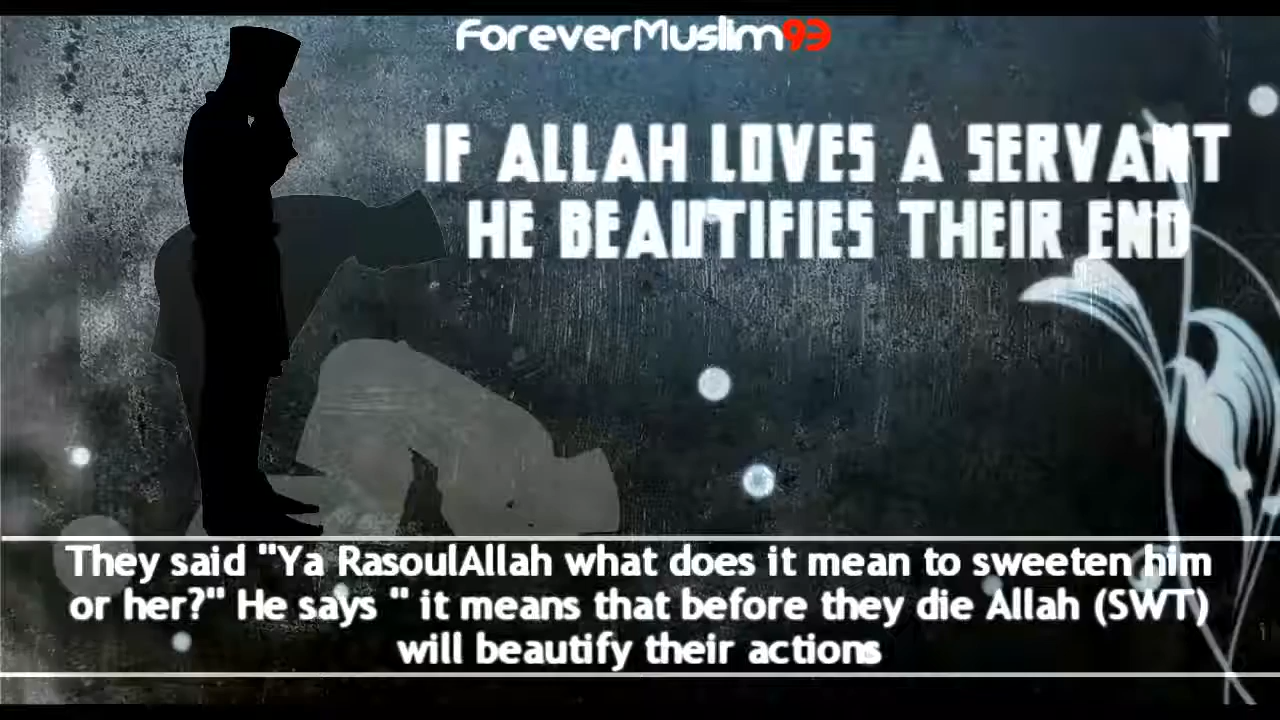 ForeverMuslim93
IF ALLAH LOVES A SERVANT
HE BEAUTIFIES THEIR END
They said "Ya RasoulAllah what does it mean to sweeten him
or her?" He says " it means that before they die Allah (SWT)
will beautify their actions